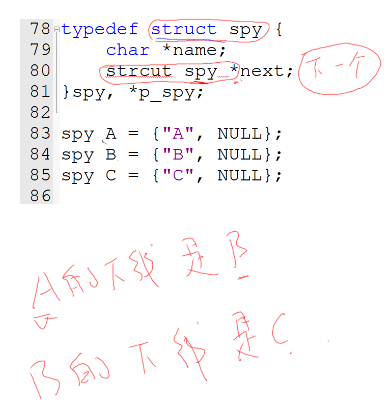 78 typedef struct spy {
79 char *name;
80 strcut spy *next; 下一个
81 }spy, *p_spy;
82
83 spy A = {"A", NULL};
84 spy B = {"B", NULL};
85 spy C = {"C", NULL};
86
A的下线是B
B的下线是C